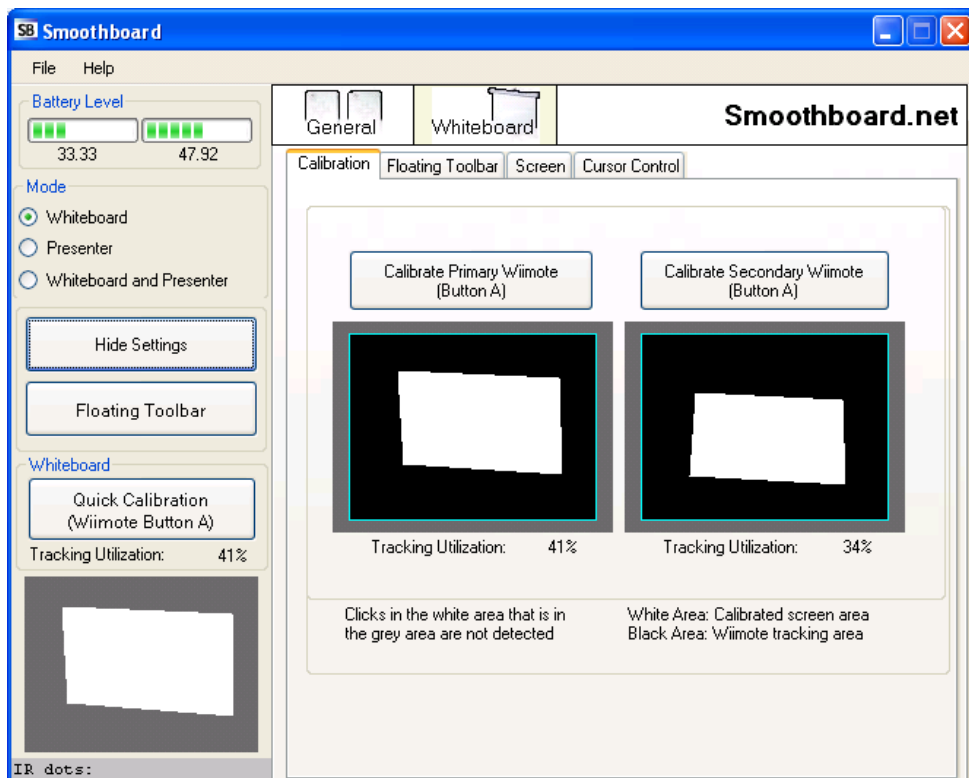 SB Smoothboard
File Help
Battery Level
33.33 47.92
Mode
Whiteboard
Presenter
Whiteboard and Presenter
Hide Settings
Floating Toolbar
Whiteboard
Quick Calibration
(Wiimote Button A)
Tracking Utilization: 41%
IR dots:
General Whiteboard Smoothboard.net
Calibration Floating Toolbar Screen Cursor Control
Calibrate Primary Wiimote
(Button A)
Calibrate Secondary Wiimote
(Button A)
Tracking Utilization: 41%
Tracking Utilization: 34%
Clicks in the white area that is in
the grey area are not detected
White Area: Calibrated screen area
Black Area: Wiimote tracking area